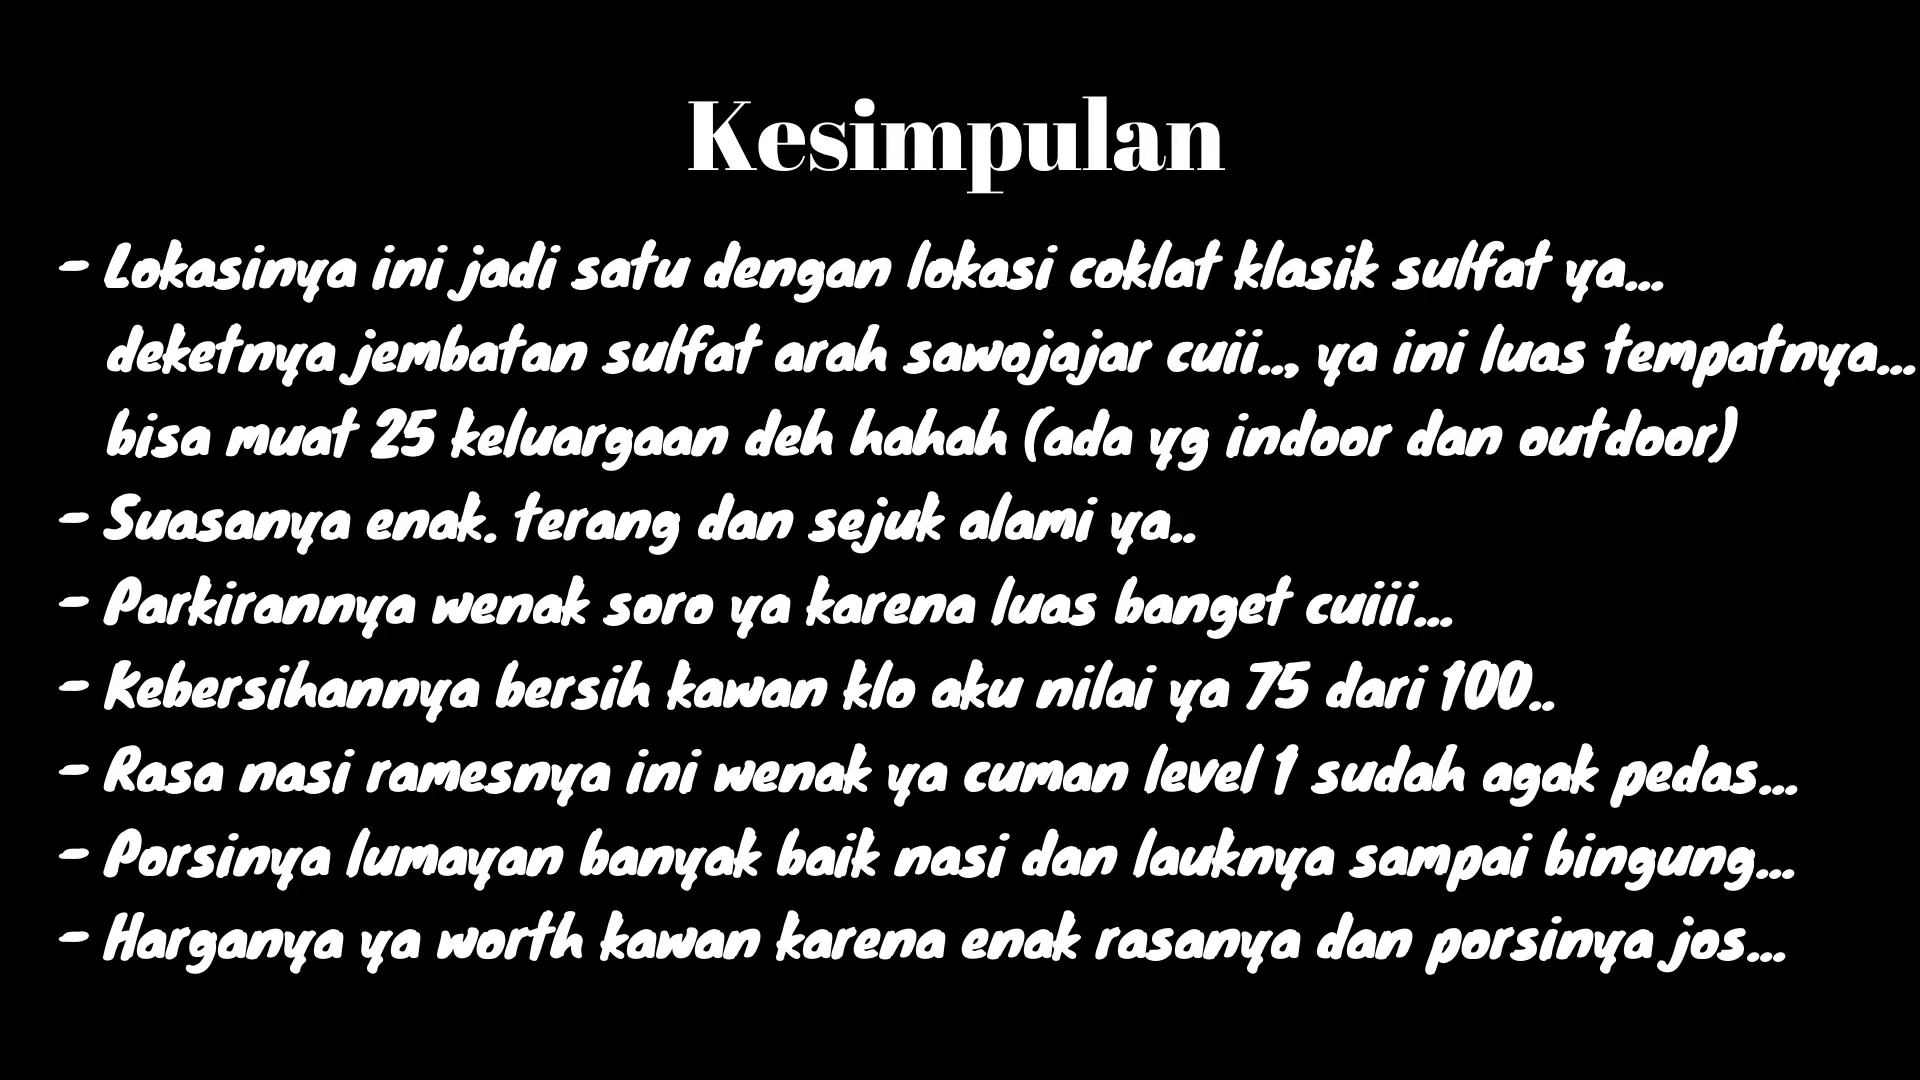 Kesimpulan
- Lokasinya ini jadi satu dengan lokasi coklat klasik sulfat ya...
deketnya jembatan sulfat arah sawojajar cuii.., ya ini luas tempatnya...
bisa muat 25 keluargaan deh hahah (ada yg indoor dan outdoor)
- Suasanya enak. terang dan sejuk alami ya..
- Parkirannya wenak soro ya karena luas banget cuiii...
- Kebersihannya bersih kawan klo aku nilai ya 75 dari 100..
- Rasa nasi ramesnya ini wenak ya cuman level 1 sudah agak pedas...
- Porsinya lumayan banyak baik nasi dan lauknya sampai bingung...
- Harganya ya worth kawan karena enak rasanya dan porsinya jos...